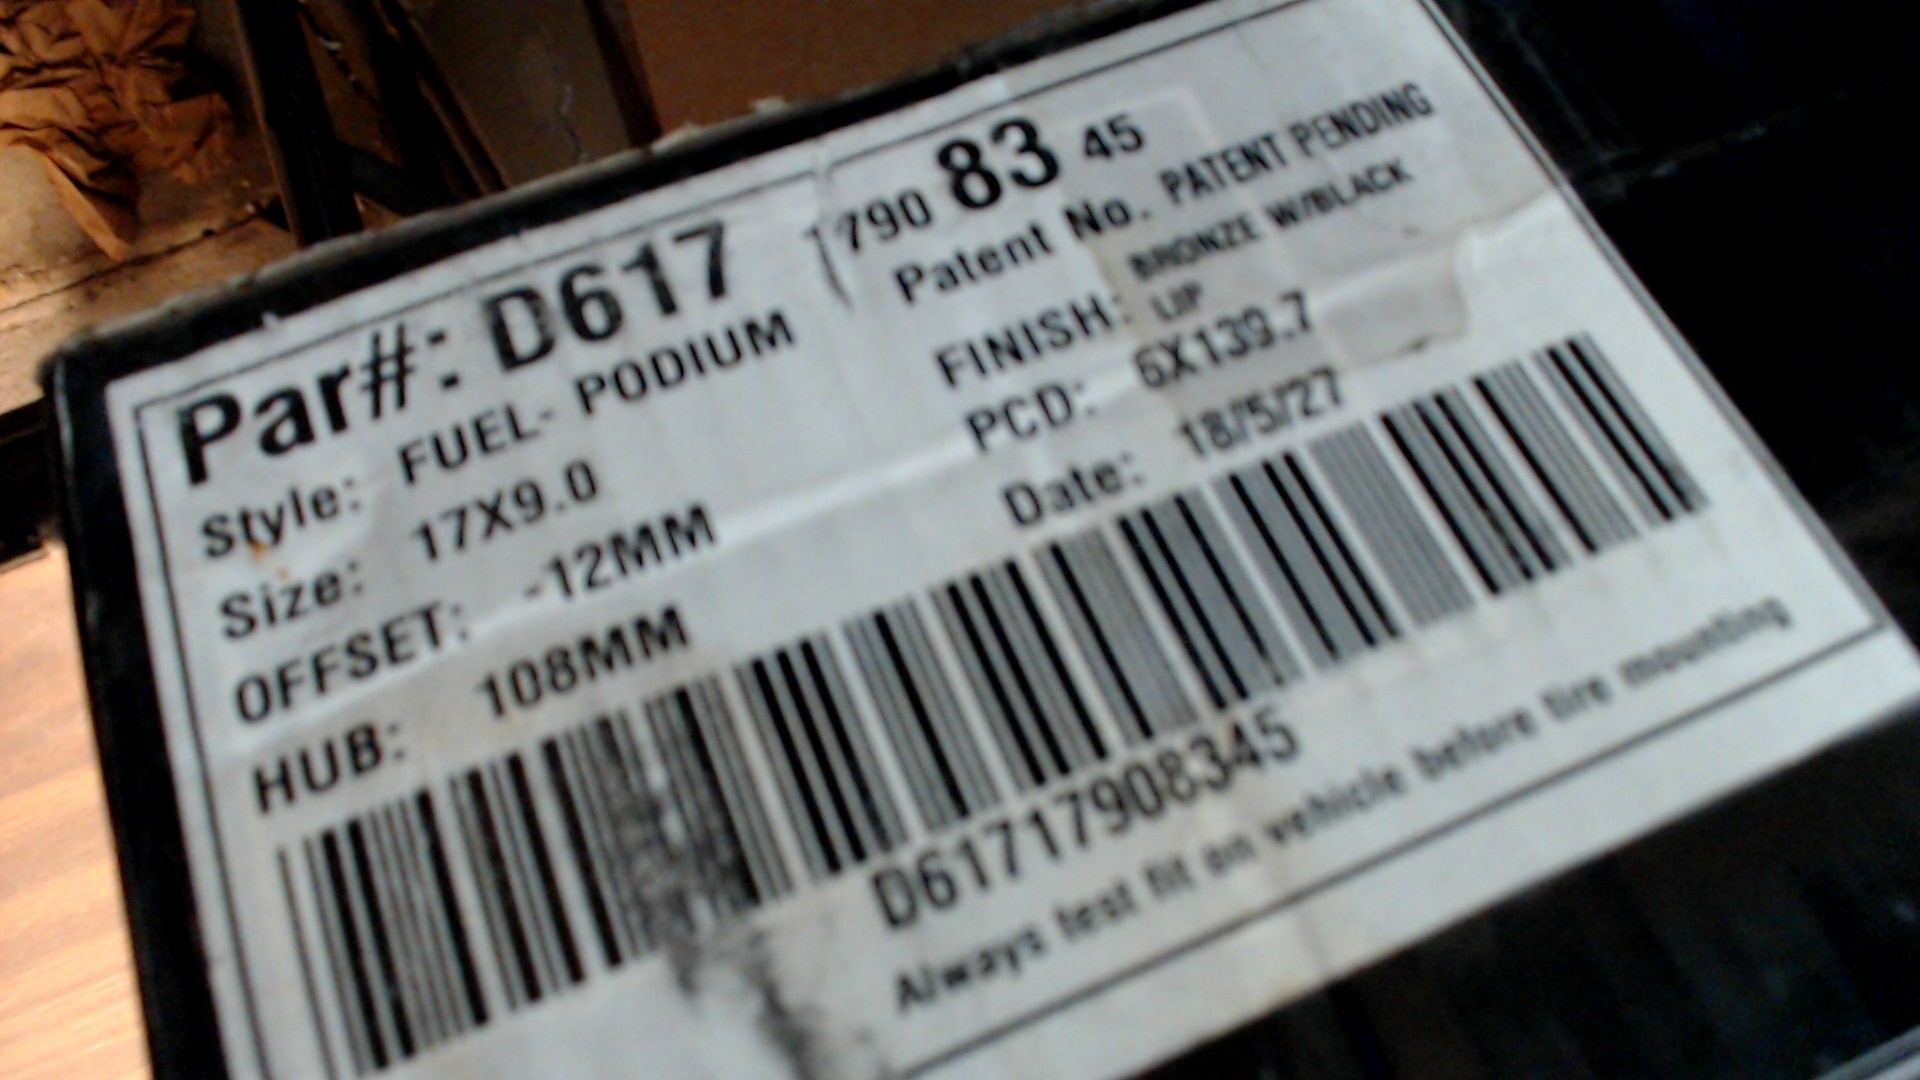 Par#: D617 1790 83 45
Patent No. PATENT PENDING
Style: FUEL- PODIUM
FINISH: BRONZE W/BLACK
LIP
Size: 17X9.0
PCD: 6X139.7
OFFSET: -12MM
Date: 18/5/27
HUB: 108MM
D61717908345
Always test fit on vehicle before tire mounting